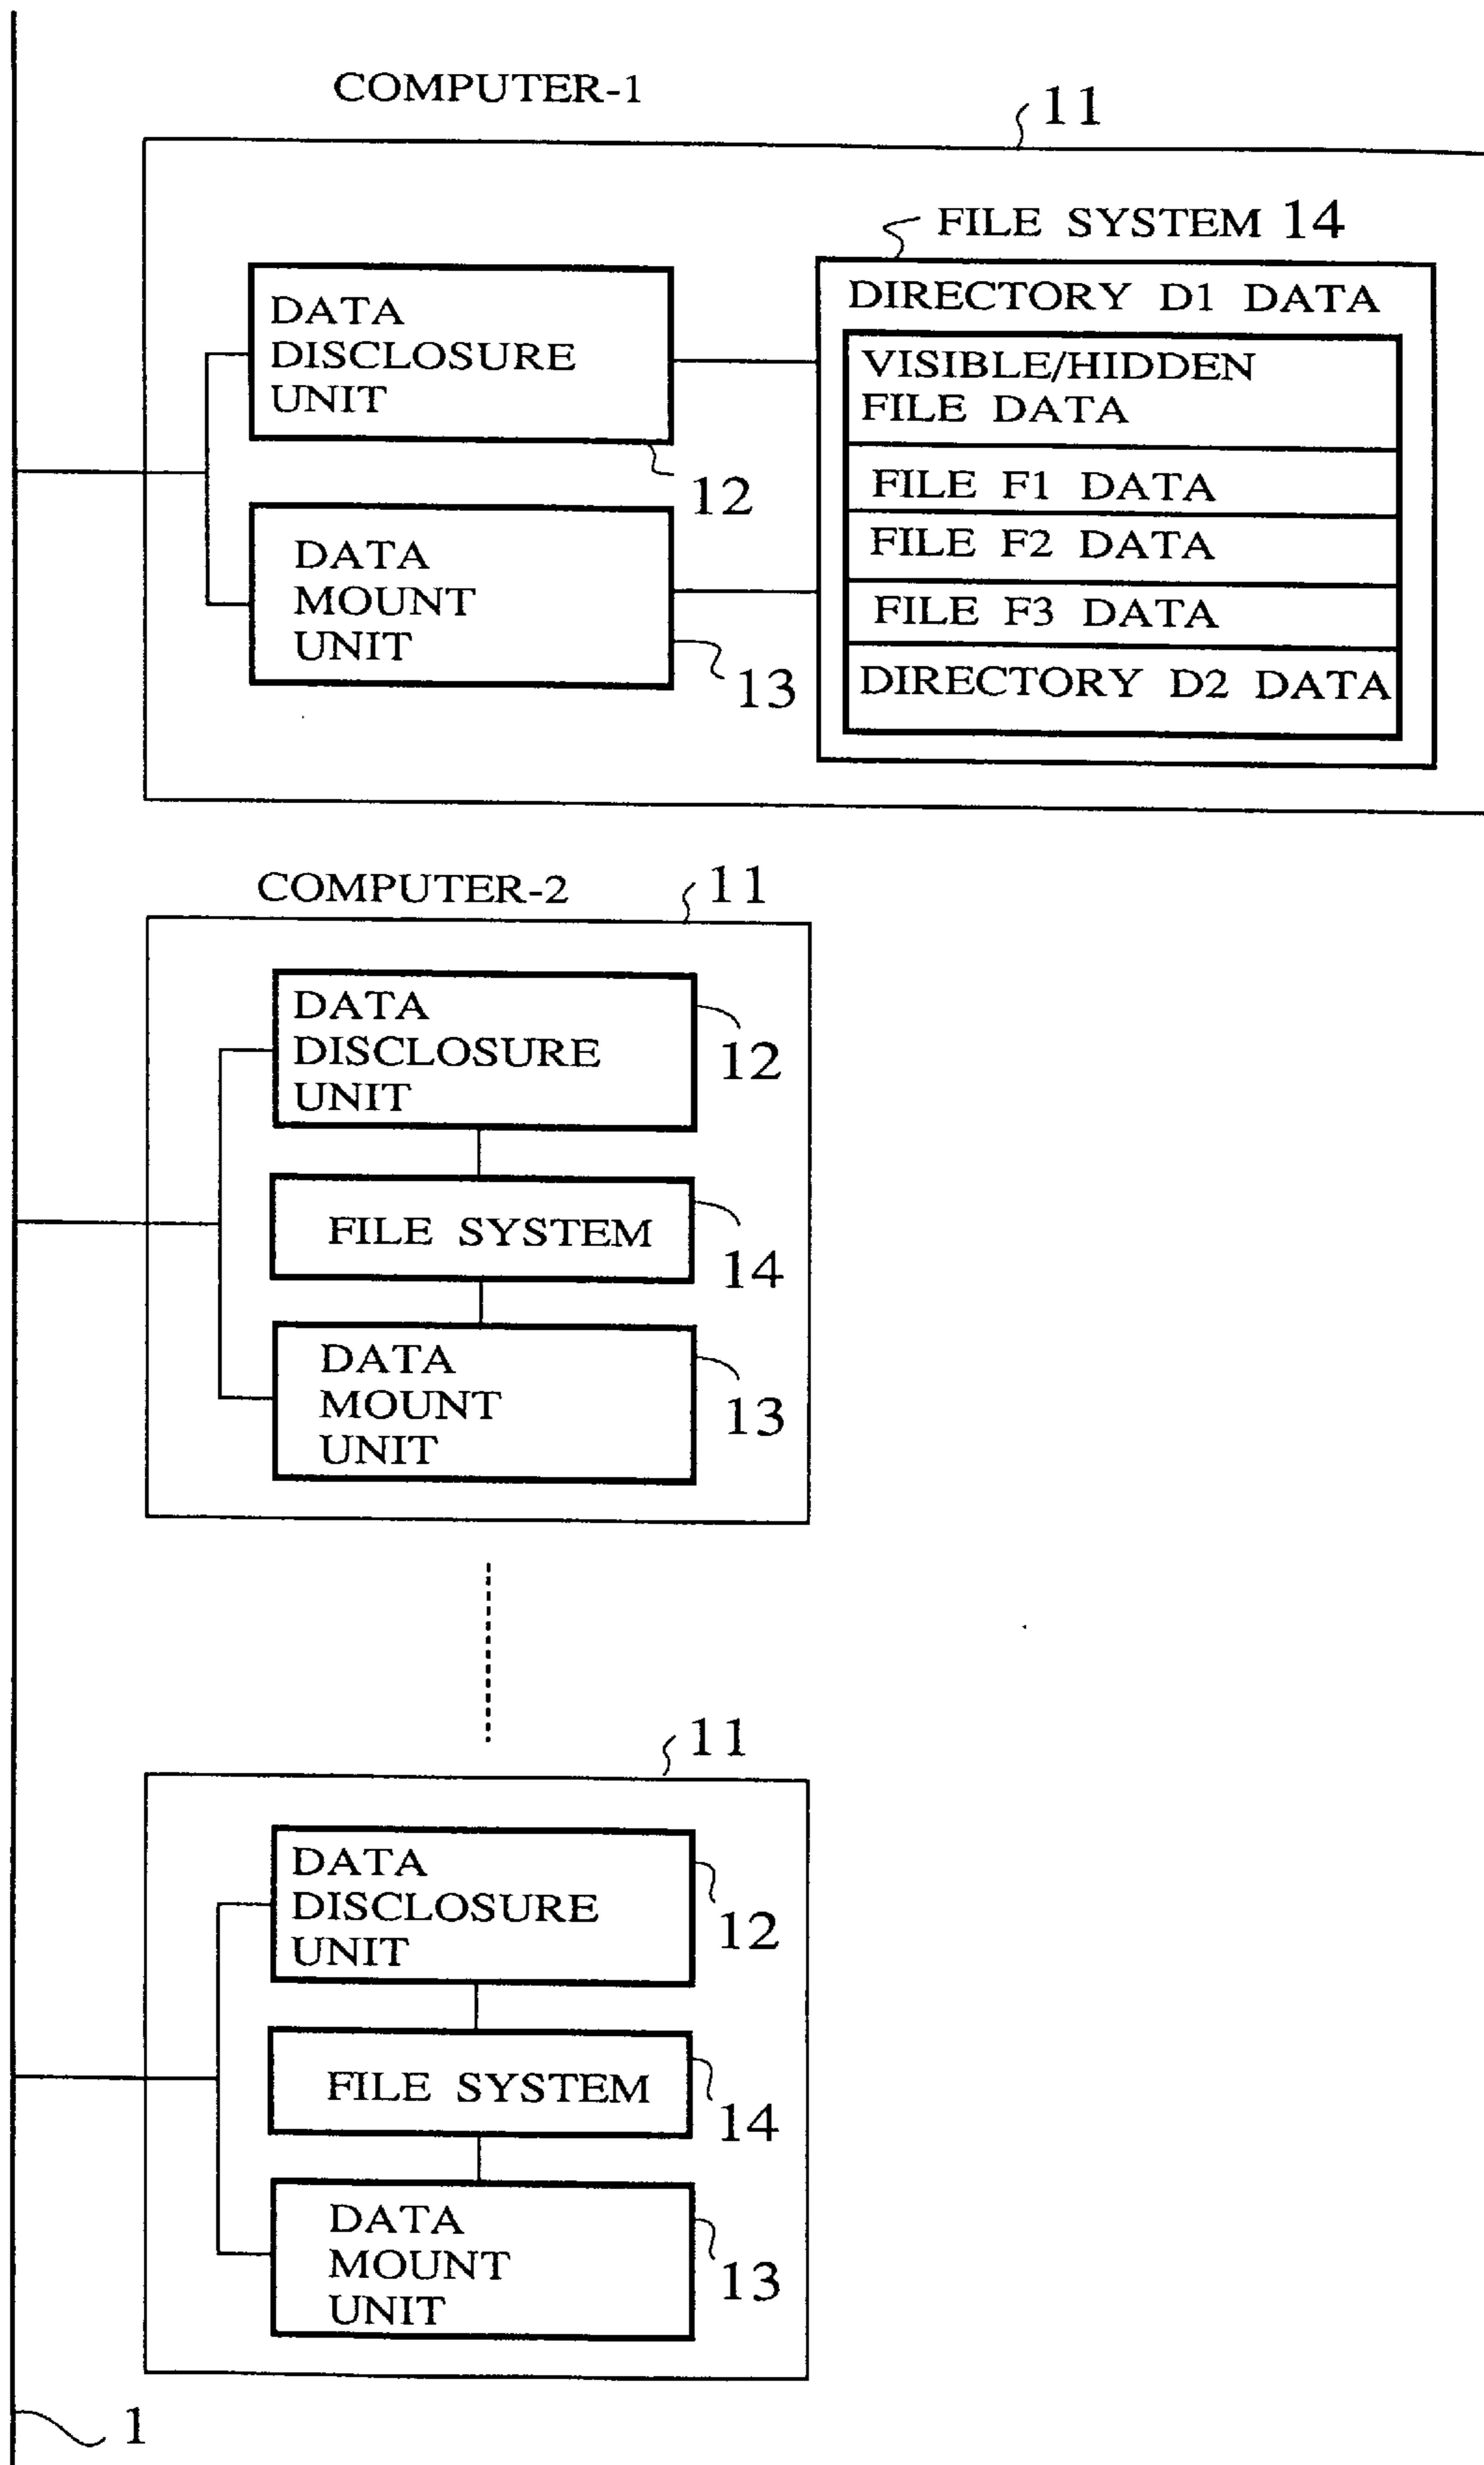 COMPUTER-1
11
FILE SYSTEM 14
DATA
DISCLOSURE
UNIT
12
DATA
MOUNT
UNIT
13
DIRECTORY D1 DATA
VISIBLE/HIDDEN
FILE DATA
FILE F1 DATA
FILE F2 DATA
FILE F3 DATA
DIRECTORY D2 DATA
COMPUTER-2
11
DATA
DISCLOSURE
UNIT
12
FILE SYSTEM
14
DATA
MOUNT
UNIT
13
11
DATA
DISCLOSURE
UNIT
12
FILE SYSTEM
14
DATA
MOUNT
UNIT
13
1